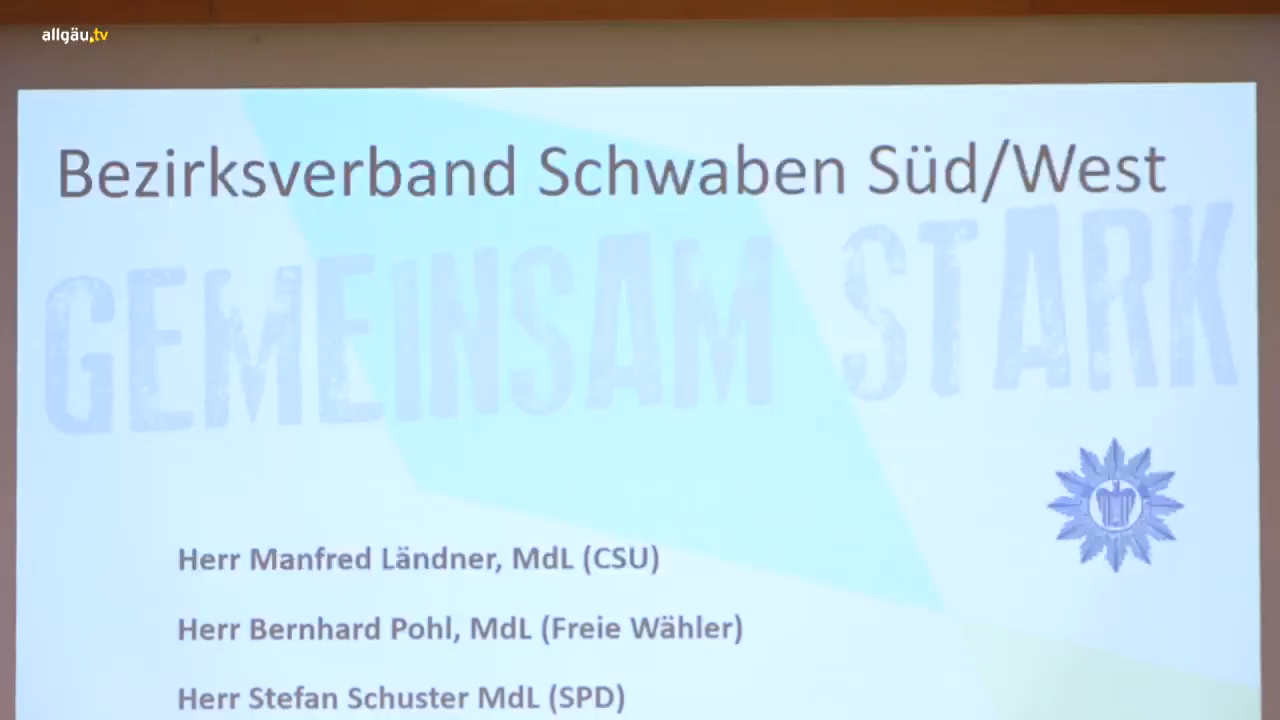 allgäu.tv
Bezirksverband Schwaben Süd/West
GEMEINSAM STARK
Herr Manfred Ländner, MdL (CSU)
Herr Bernhard Pohl, MdL (Freie Wähler)
Herr Stefan Schuster MdL (SPD)